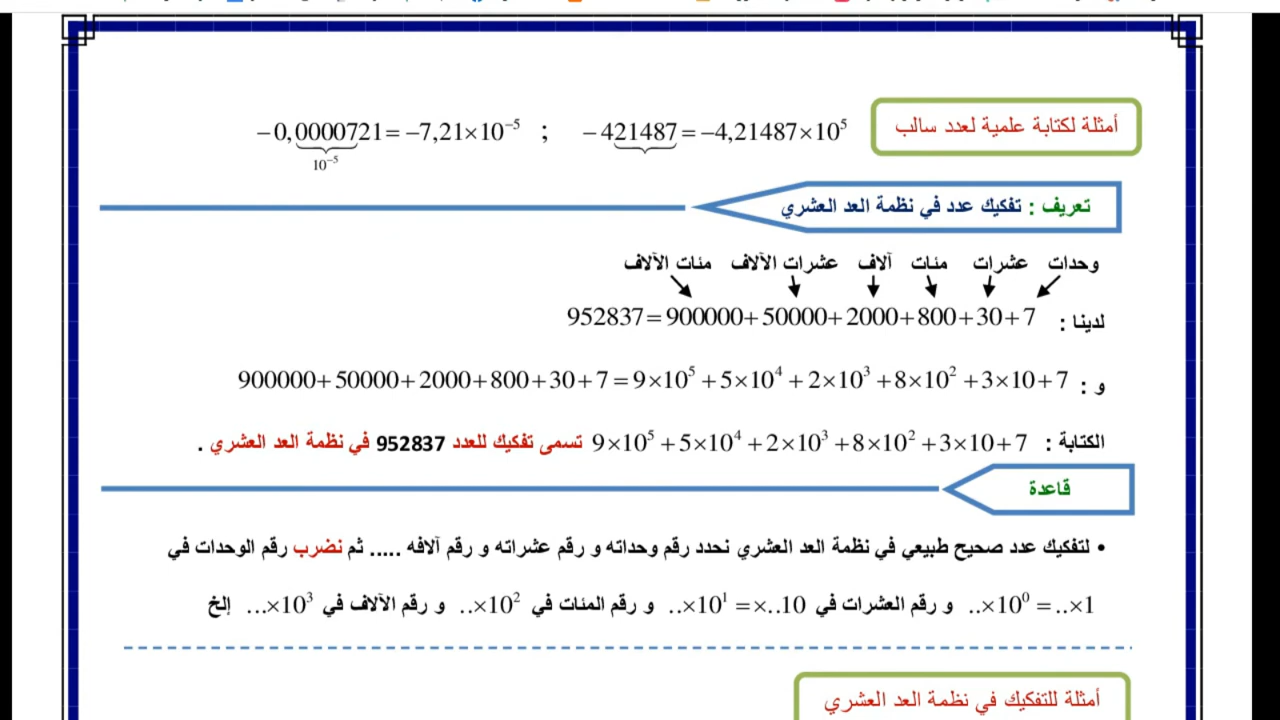 أمثلة لكتابة علمية لعدد سالب
−421487 = −4,21487×10⁵ ; −0,0000721 = −7,21×10⁻⁵
10⁻⁵
تعريف : تفكيك عدد في نظمة العد العشري
وحدات عشرات مئات آلاف عشرات الآلاف مئات الآلاف
لدينا : 952837 = 900000 + 50000 + 2000 + 800 + 30 + 7
و : 900000 + 50000 + 2000 + 800 + 30 + 7 = 9×10⁵ + 5×10⁴ + 2×10³ + 8×10² + 3×10 + 7
الكتابة : 9×10⁵ + 5×10⁴ + 2×10³ + 8×10² + 3×10 + 7 تسمى تفكيك للعدد 952837 في نظمة العد العشري .
قاعدة
• لتفكيك عدد صحيح طبيعي في نظمة العد العشري نحدد رقم وحداته و رقم عشراته و رقم آلافه ..... ثم نضرب رقم الوحدات في
..×10⁰ = ..×1 و رقم العشرات في ..×10¹ = ×..10 و رقم المئات في ..×10² و رقم الآلاف في ...×10³ إلخ
أمثلة للتفكيك في نظمة العد العشري